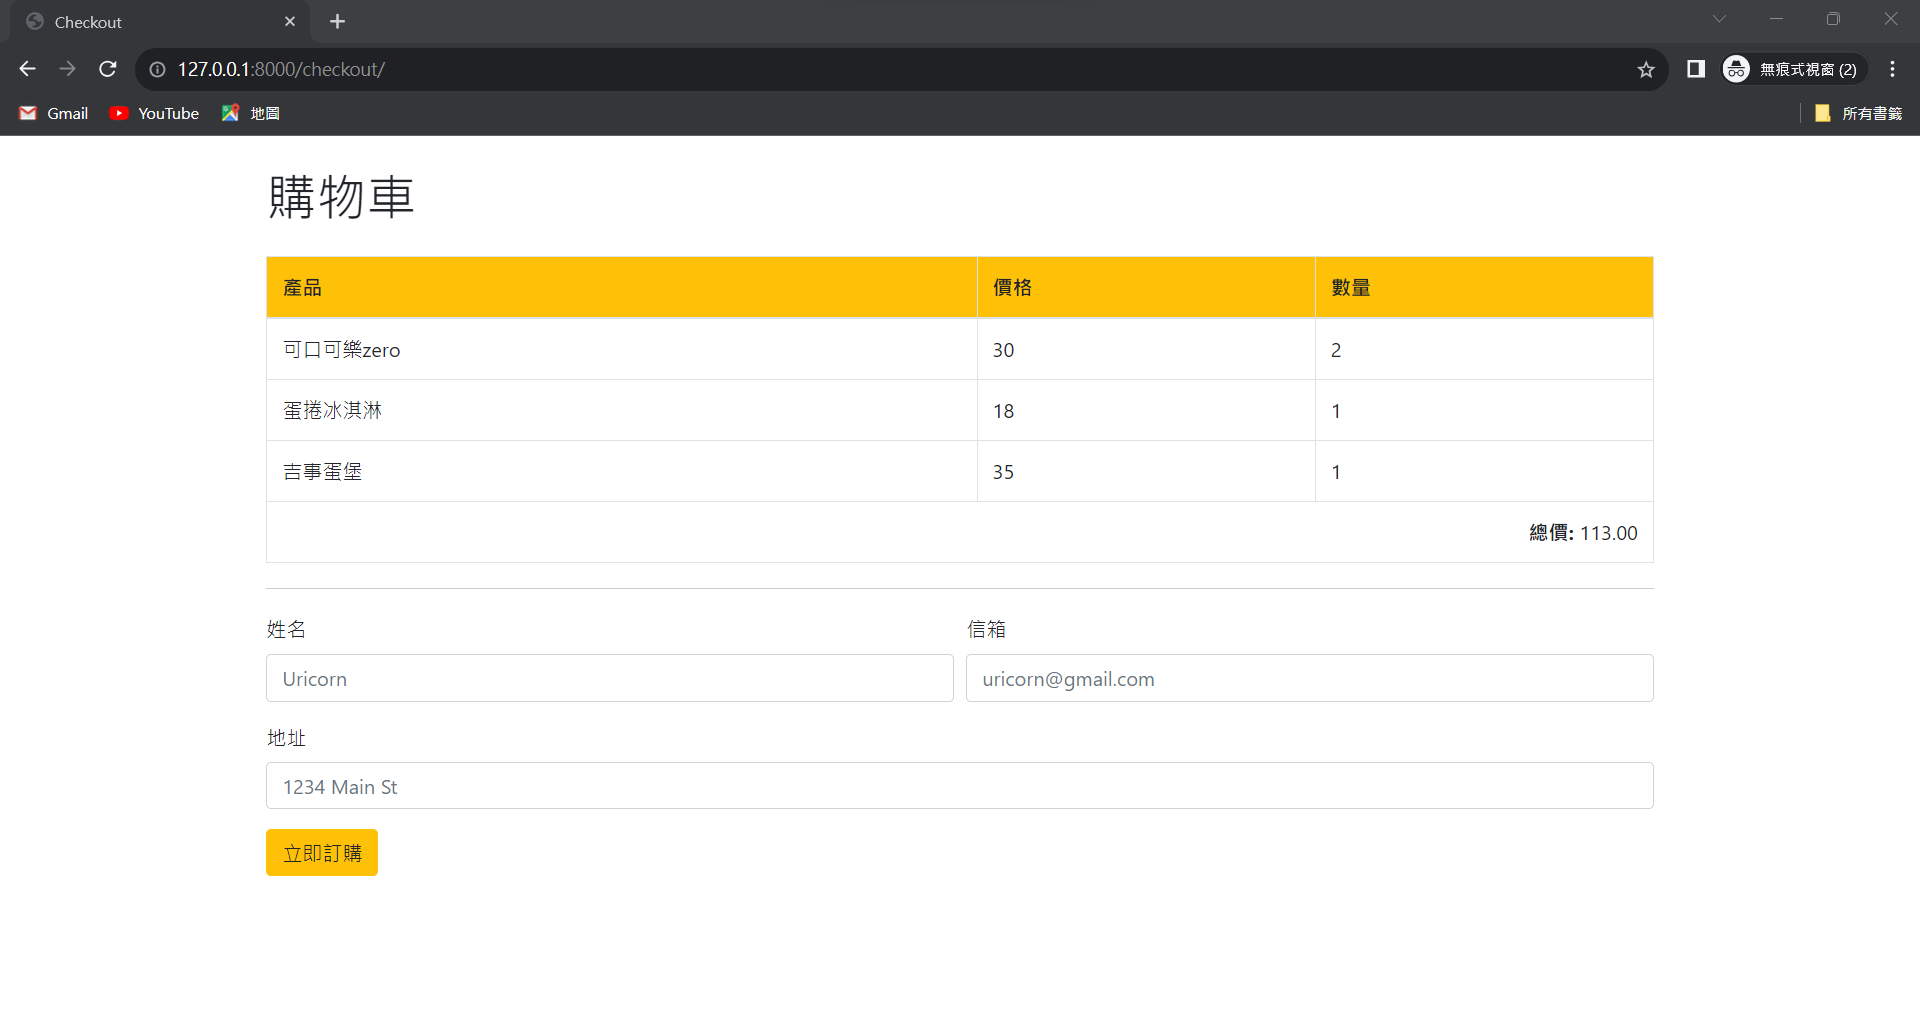 Checkout
127.0.0.1:8000/checkout/
無痕式視窗 (2)
Gmail YouTube 地圖 所有書籤
購物車
產品 價格 數量
可口可樂zero 30 2
蛋捲冰淇淋 18 1
吉事蛋堡 35 1
總價: 113.00
姓名 信箱
Uricorn uricorn@gmail.com
地址
1234 Main St
立即訂購